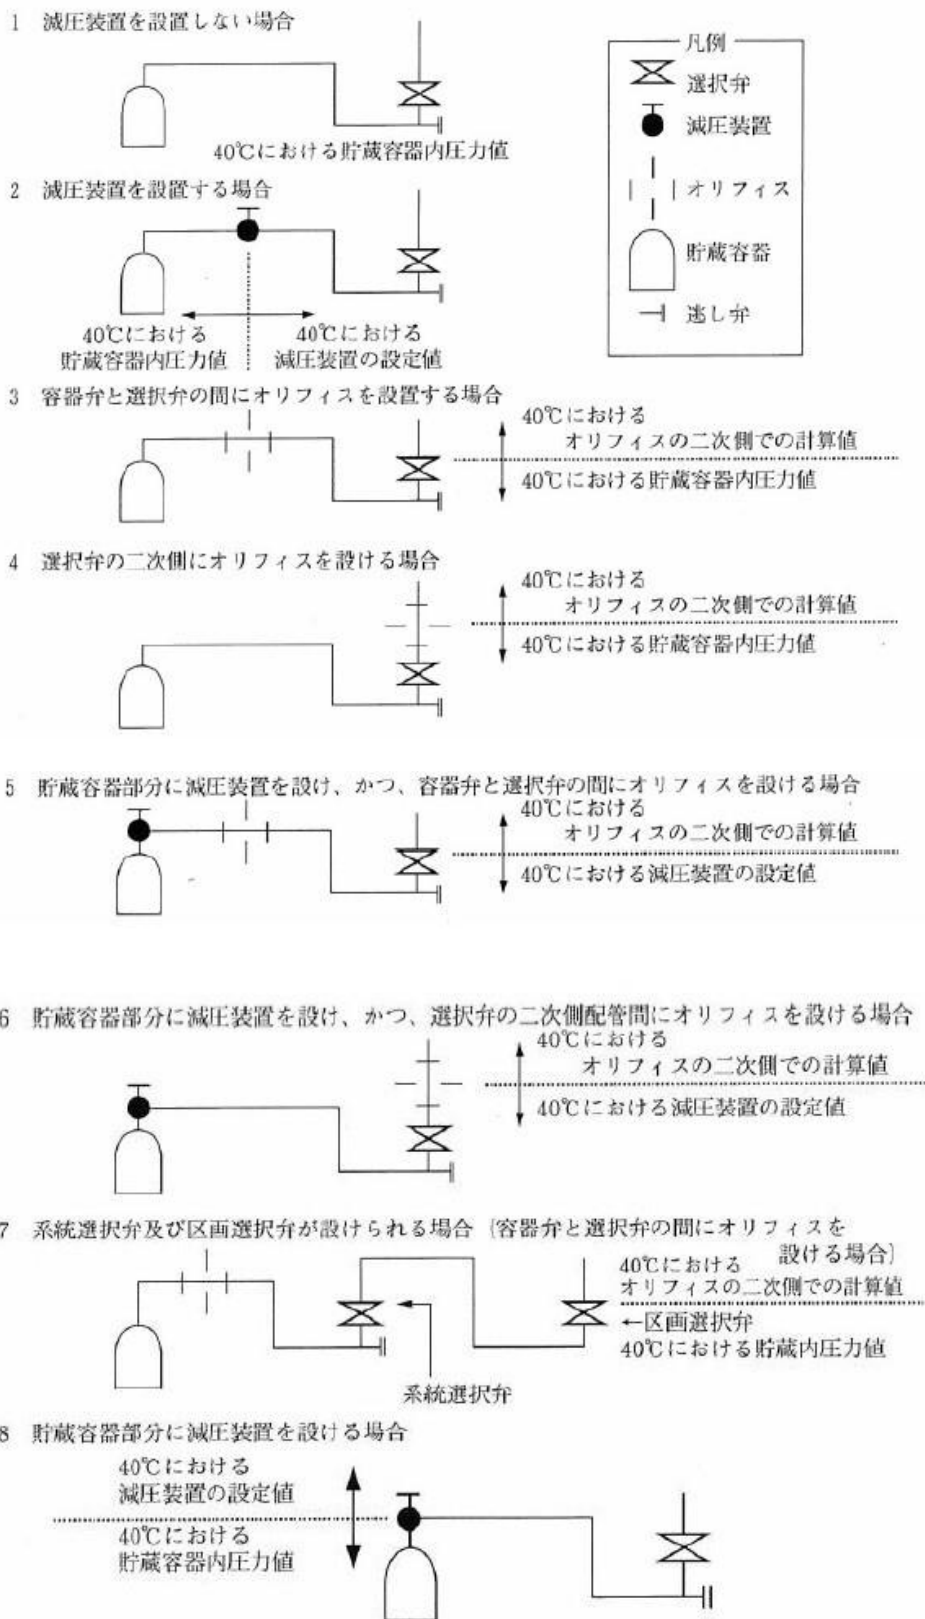 1 減圧装置を設置しない場合
40℃における貯蔵容器内圧力値
凡例
選択弁
減圧装置
オリフィス
貯蔵容器
逃し弁
2 減圧装置を設置する場合
40℃における
貯蔵容器内圧力値
40℃における
減圧装置の設定値
3 容器弁と選択弁の間にオリフィスを設置する場合
40℃における
オリフィスの二次側での計算値
40℃における貯蔵容器内圧力値
4 選択弁の二次側にオリフィスを設ける場合
40℃における
オリフィスの二次側での計算値
40℃における貯蔵容器内圧力値
5 貯蔵容器部分に減圧装置を設け、かつ、容器弁と選択弁の間にオリフィスを設ける場合
40℃における
オリフィスの二次側での計算値
40℃における減圧装置の設定値
6 貯蔵容器部分に減圧装置を設け、かつ、選択弁の二次側配管間にオリフィスを設ける場合
40℃における
オリフィスの二次側での計算値
40℃における減圧装置の設定値
7 系統選択弁及び区画選択弁が設けられる場合(容器弁と選択弁の間にオリフィスを
設ける場合)
40℃における
オリフィスの二次側での計算値
←区画選択弁
40℃における貯蔵内圧力値
系統選択弁
8 貯蔵容器部分に減圧装置を設ける場合
40℃における
減圧装置の設定値
40℃における
貯蔵容器内圧力値